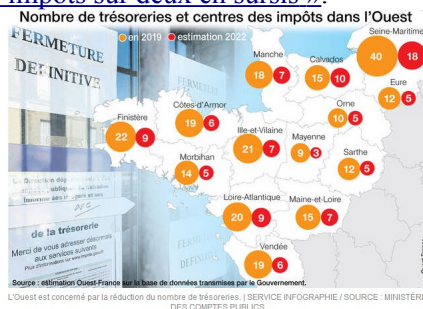 impôts sur deux en sursis ».
Nombre de trésoreries et centres des impôts dans l'Ouest
en 2019 estimation 2022
Seine-Maritime
40 18
Manche
18 7
Calvados
15 10
Eure
12 5
Orne
10 5
Côtes-d'Armor
19 6
Finistère
22 9
Ille-et-Vilaine
21 7
Mayenne
9 3
Sarthe
12 5
Morbihan
14 5
Loire-Atlantique
20 9
Maine-et-Loire
15 7
Vendée
19 6
FERMETURE
DEFINITIVE
de la trésorerie
Merci de vous adresser désormais
aux services suivants
Source : estimation Ouest-France sur la base de données transmises par le Gouvernement.
Ouest-France
L'Ouest est concerné par la réduction du nombre de trésoreries. | SERVICE INFOGRAPHIE / SOURCE : MINISTÈRE
DES COMPTES PUBLICS